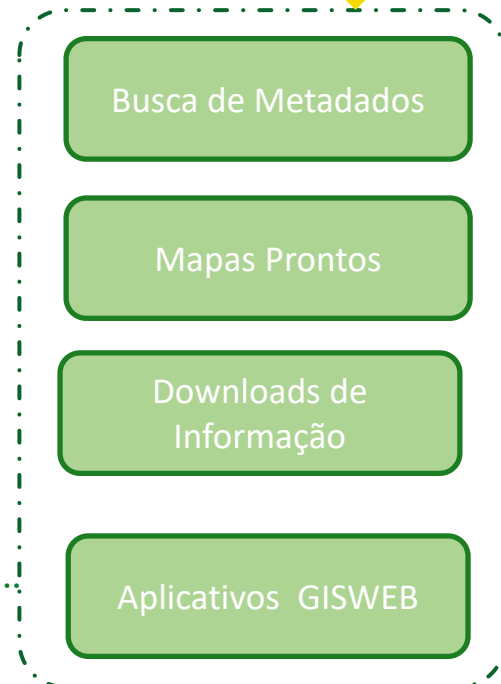 Busca de Metadados
Mapas Prontos
Downloads de
Informação
Aplicativos GISWEB